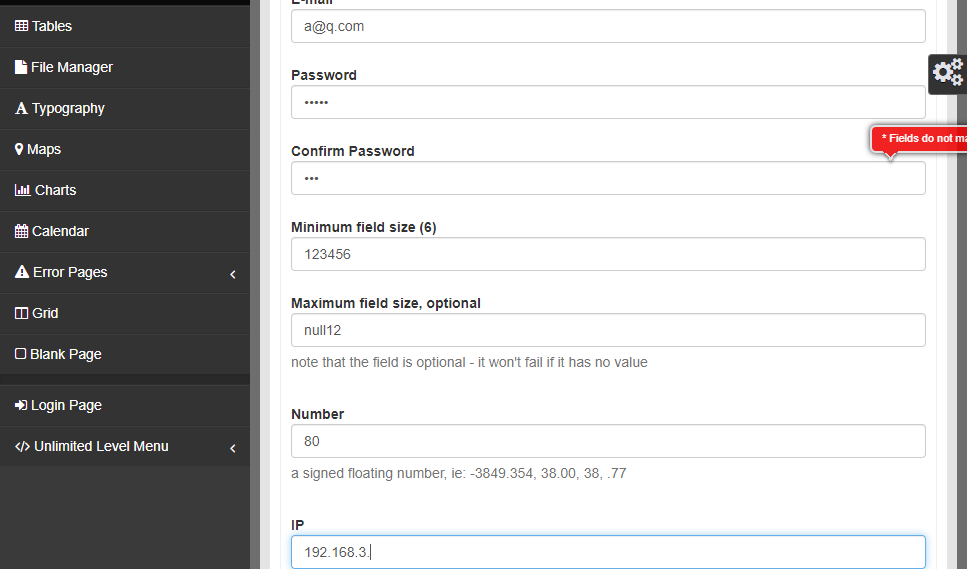 Tables
File Manager
Typography
Maps
Charts
Calendar
Error Pages
Grid
Blank Page
Login Page
Unlimited Level Menu
a@q.com
Password
•••••
* Fields do not
Confirm Password
•••
Minimum field size (6)
123456
Maximum field size, optional
null12
note that the field is optional - it won't fail if it has no value
Number
80
a signed floating number, ie: -3849.354, 38.00, 38, .77
IP
192.168.3.